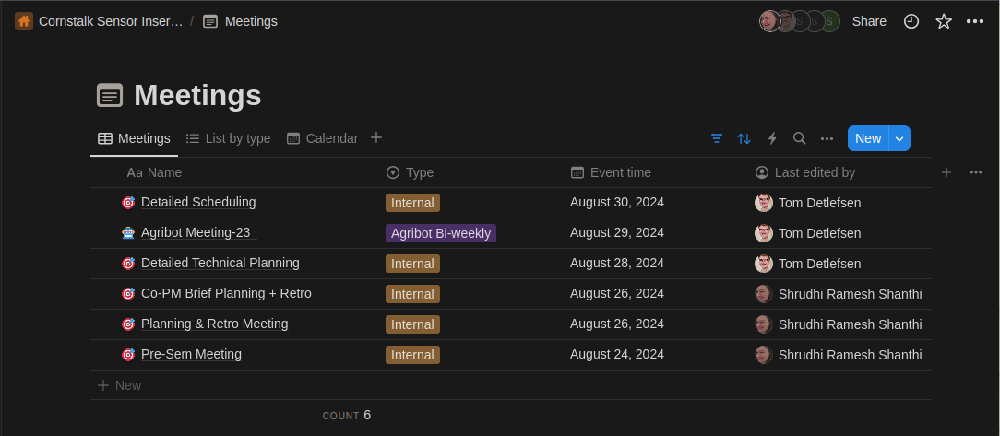 Cornstalk Sensor Inser… / Meetings
S S S Share
Meetings
Meetings List by type Calendar New
Aa Name Type Event time Last edited by
Detailed Scheduling Internal August 30, 2024 Tom Detlefsen
Agribot Meeting-23 Agribot Bi-weekly August 29, 2024 Tom Detlefsen
Detailed Technical Planning Internal August 28, 2024 Tom Detlefsen
Co-PM Brief Planning + Retro Internal August 26, 2024 Shrudhi Ramesh Shanthi
Planning & Retro Meeting Internal August 26, 2024 Shrudhi Ramesh Shanthi
Pre-Sem Meeting Internal August 24, 2024 Shrudhi Ramesh Shanthi
New
COUNT 6